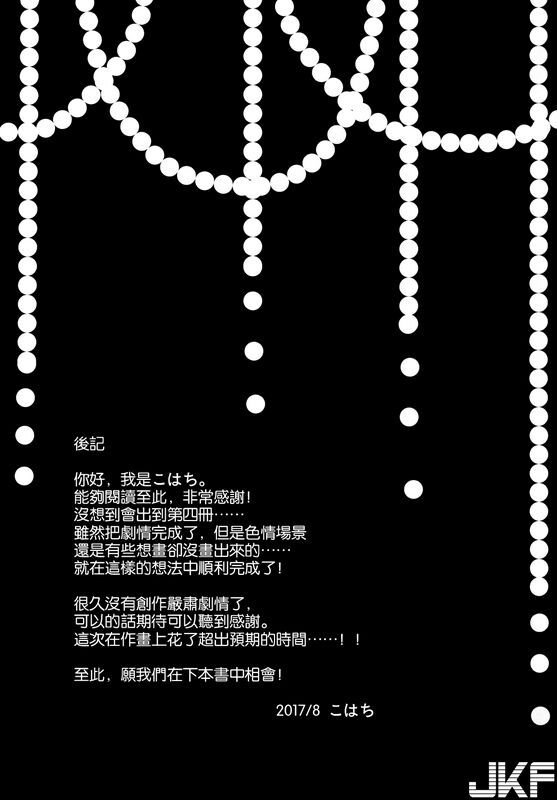 後記
你好，我是こはち。
能夠閱讀至此，非常感謝！
沒想到會出到第四冊……
雖然把劇情完成了，但是色情場景
還是有些想畫卻沒畫出來的……
就在這樣的想法中順利完成了！
很久沒有創作嚴肅劇情了，
可以的話期待可以聽到感謝。
這次在作畫上花了超出預期的時間……！！
至此，願我們在下本書中相會！
2017/8 こはち
JKF